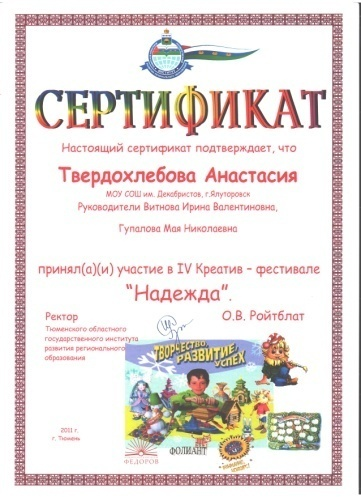 СЕРТИФИКАТ
Настоящий сертификат подтверждает, что
Твердохлебова Анастасия
МОУ СОШ им. Декабристов, г.Ялуторовск
Руководители Витнова Ирина Валентиновна,
Гупалова Мая Николаевна
принял(а)(и) участие в IV Креатив – фестивале
“Надежда”.
Ректор
О.В. Ройтблат
Тюменского областного
государственного института
развития регионального
образования
ТВОРЧЕСТВО,
РАЗВИТИЕ
УСПЕХ
2011 г.
г. Тюмень
ФЕДОРОВ
ФОЛИАНТ